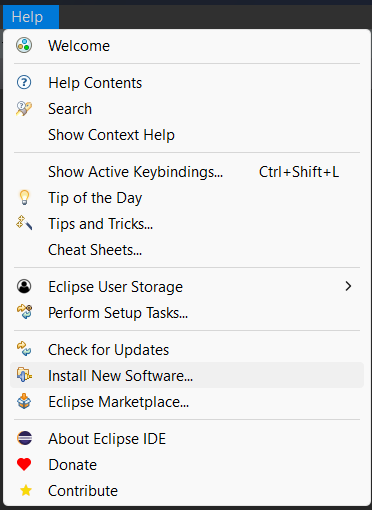 Help
Welcome
Help Contents
Search
Show Context Help
Show Active Keybindings... Ctrl+Shift+L
Tip of the Day
Tips and Tricks...
Cheat Sheets...
Eclipse User Storage
Perform Setup Tasks...
Check for Updates
Install New Software...
Eclipse Marketplace...
About Eclipse IDE
Donate
Contribute